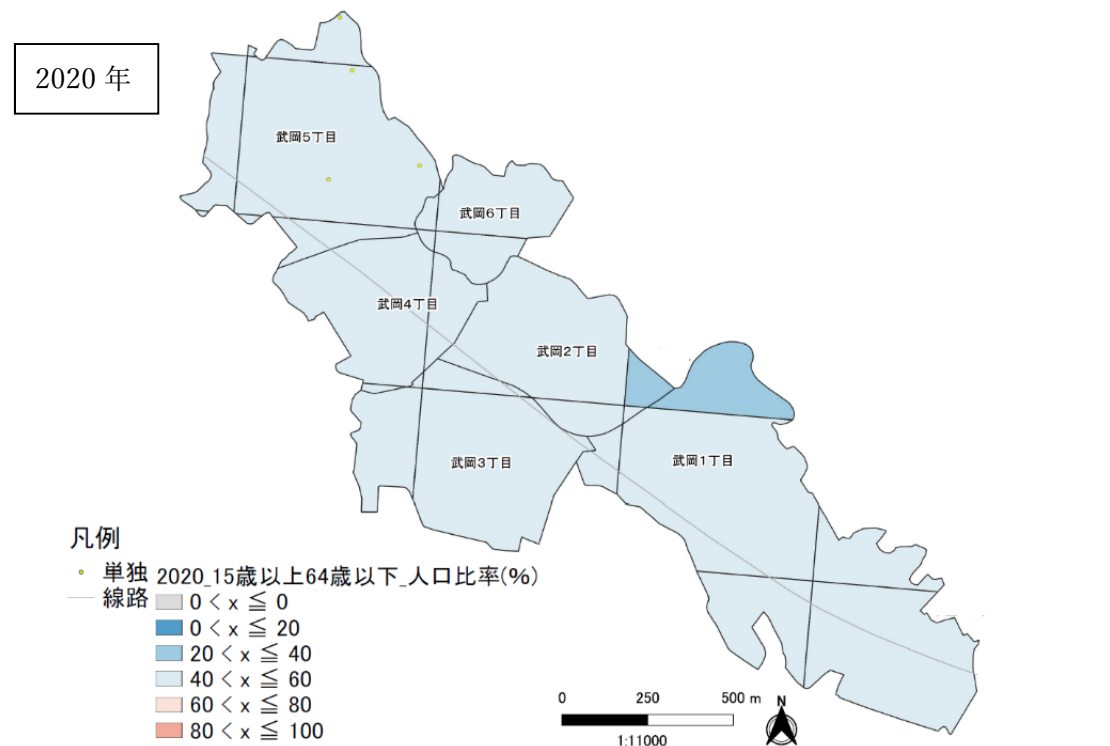 2020 年
武岡5丁目
武岡6丁目
武岡4丁目
武岡2丁目
武岡3丁目
武岡1丁目
凡例
単独
線路
2020_15歳以上64歳以下_人口比率(%)
0 < x ≦ 0
0 < x ≦ 20
20 < x ≦ 40
40 < x ≦ 60
60 < x ≦ 80
80 < x ≦ 100
0 250 500 m
1:11000
N